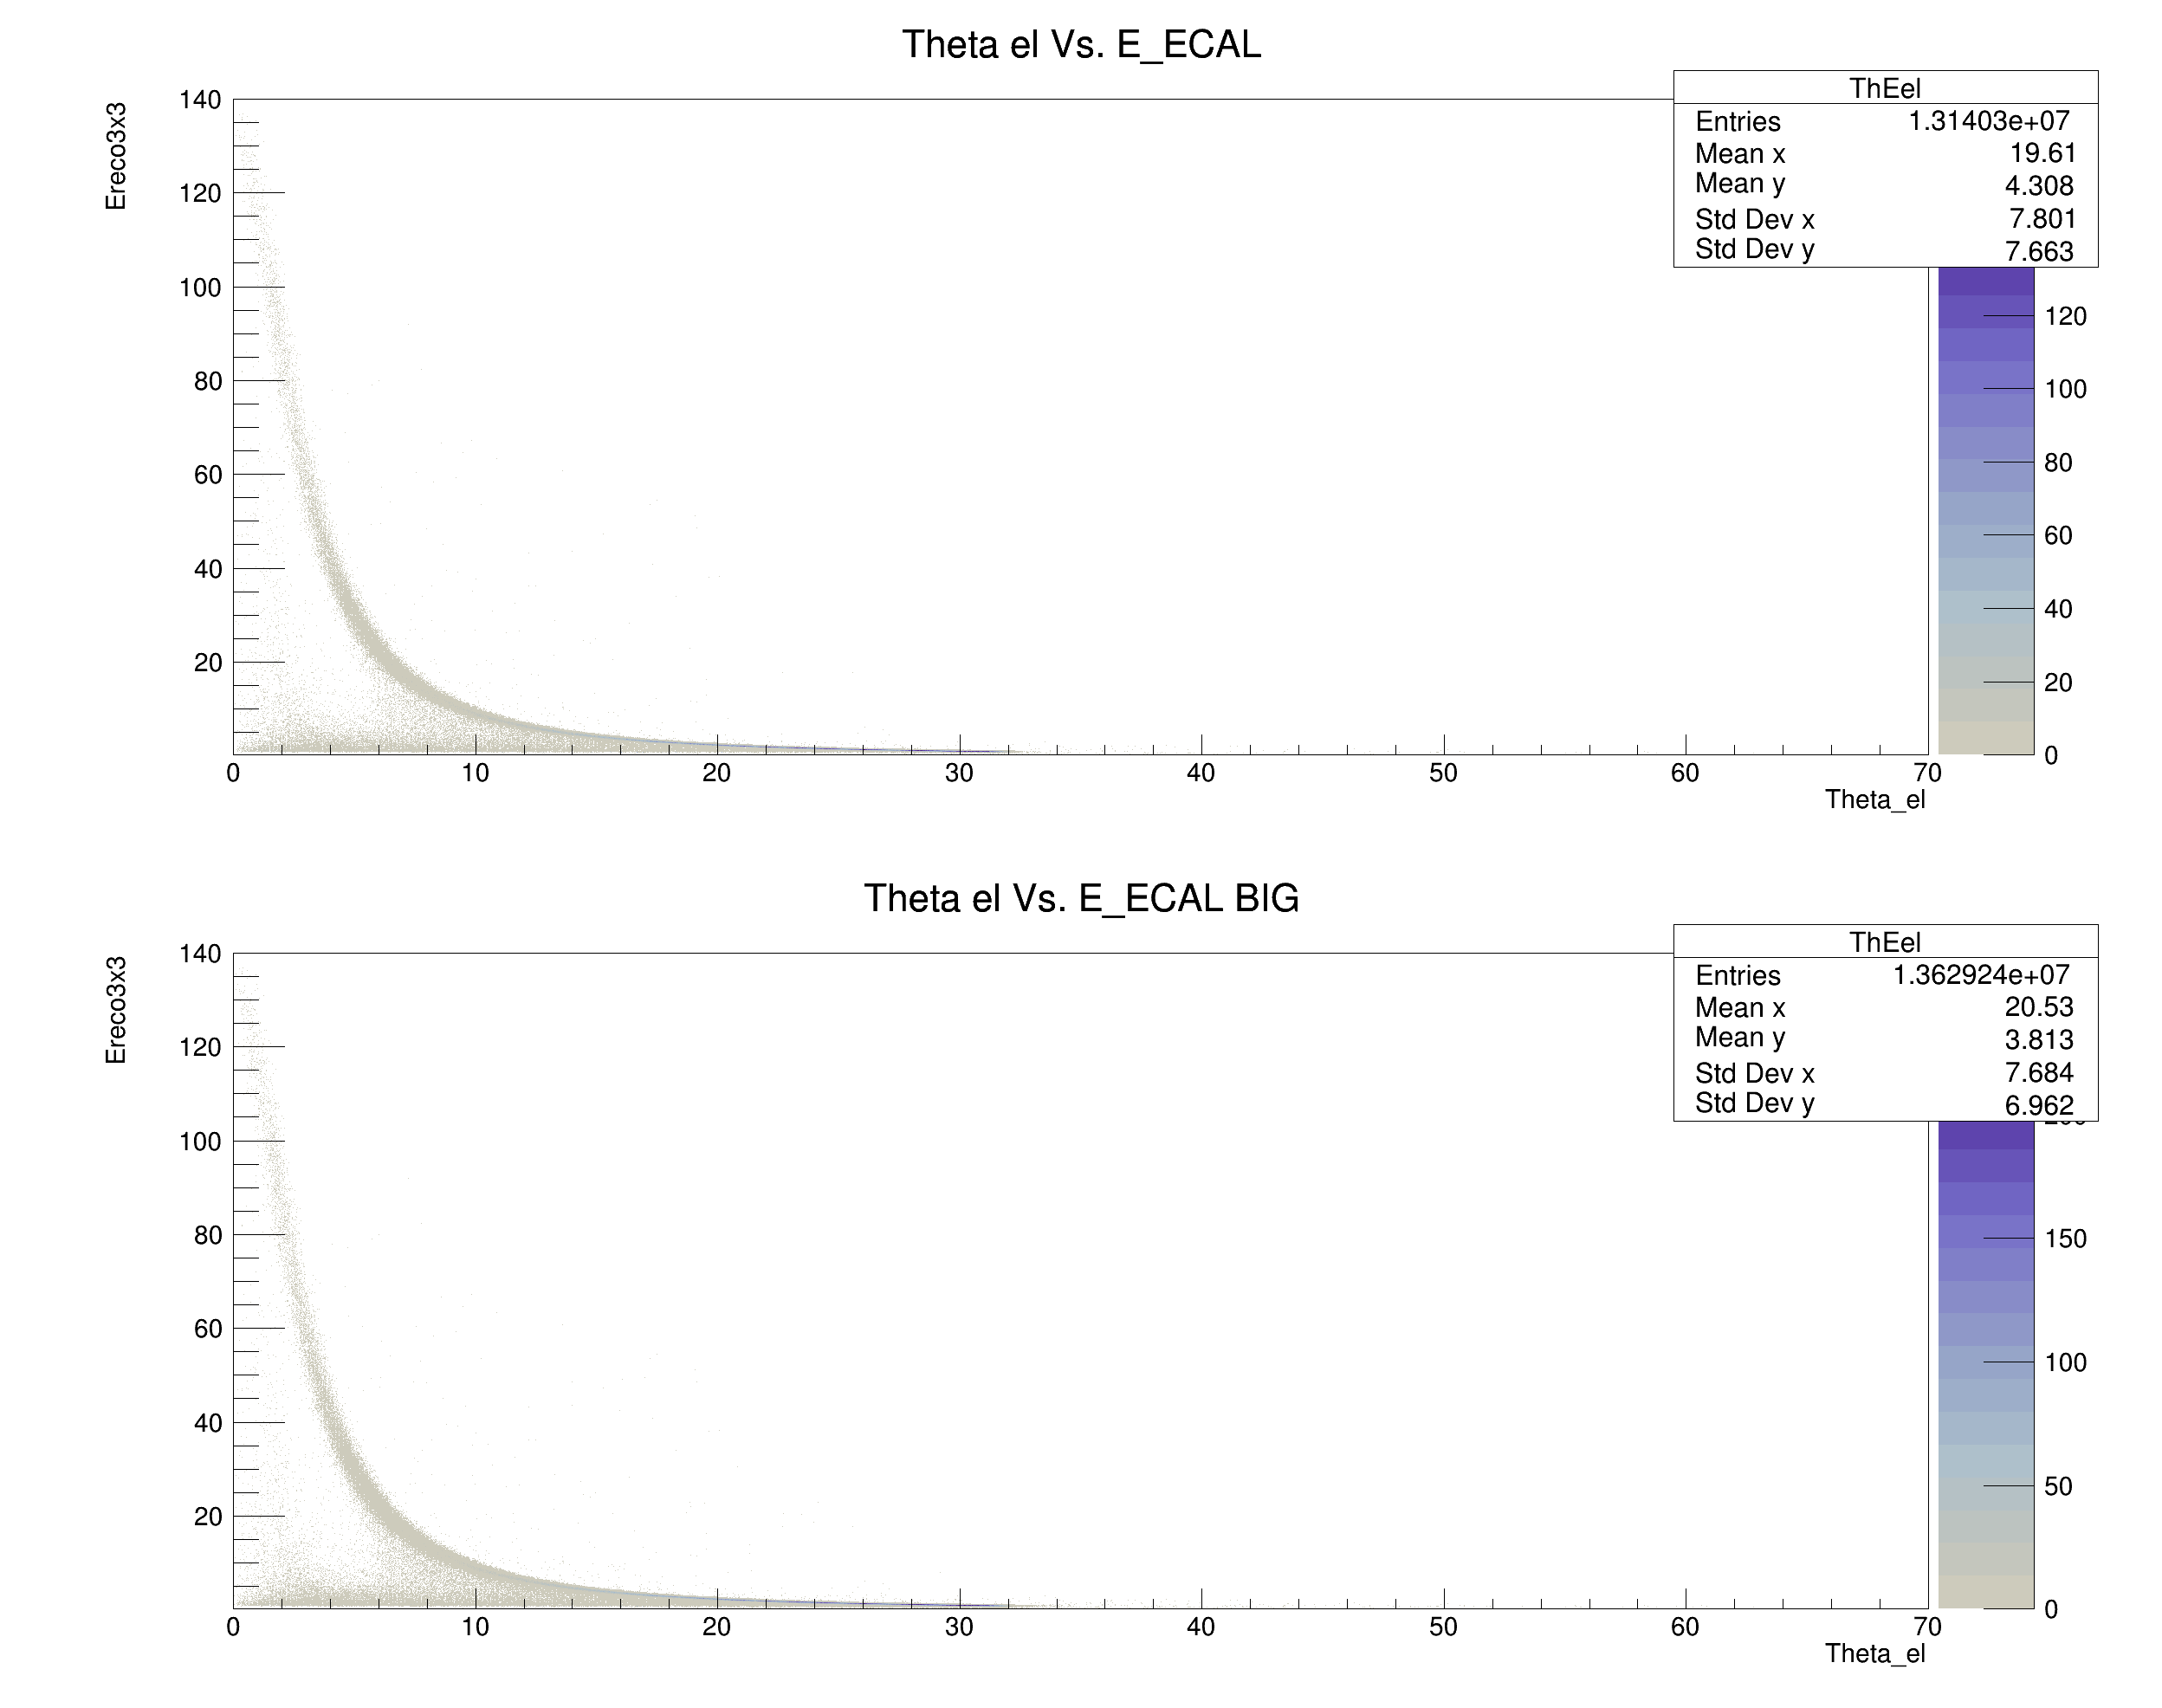 Theta el Vs. E_ECAL
Ereco3x3
ThEel
Entries 1.31403e+07
Mean x 19.61
Mean y 4.308
Std Dev x 7.801
Std Dev y 7.663
140
120
100
80
60
40
20
120
100
80
60
40
20
0
0 10 20 30 40 50 60 70
Theta_el
Theta el Vs. E_ECAL BIG
Ereco3x3
ThEel
Entries 1.362924e+07
Mean x 20.53
Mean y 3.813
Std Dev x 7.684
Std Dev y 6.962
140
120
100
80
60
40
20
150
100
50
0
0 10 20 30 40 50 60 70
Theta_el